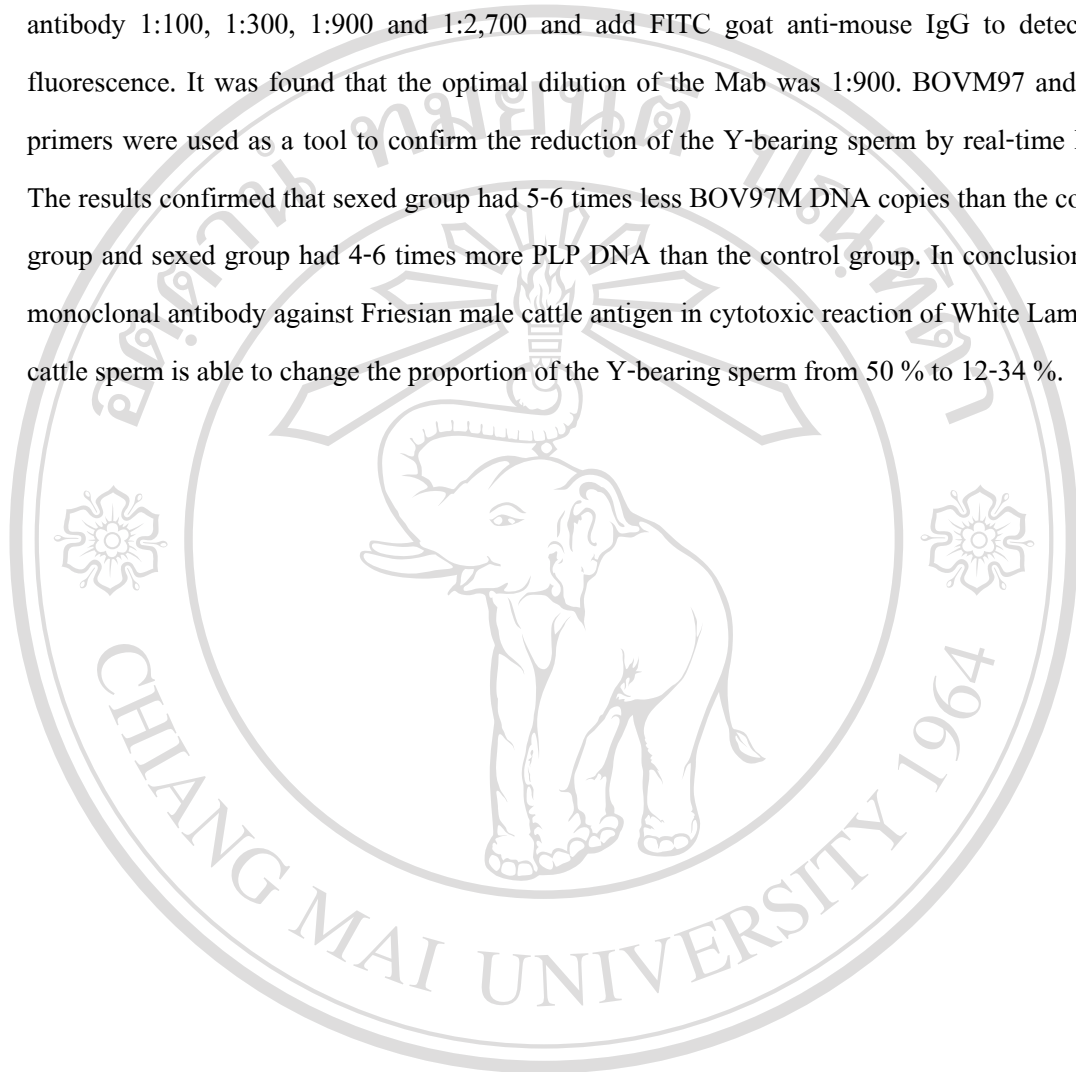 antibody 1:100, 1:300, 1:900 and 1:2,700 and add FITC goat anti-mouse IgG to detec
fluorescence. It was found that the optimal dilution of the Mab was 1:900. BOVM97 and
primers were used as a tool to confirm the reduction of the Y-bearing sperm by real-time
The results confirmed that sexed group had 5-6 times less BOV97M DNA copies than the co
group and sexed group had 4-6 times more PLP DNA than the control group. In conclusion
monoclonal antibody against Friesian male cattle antigen in cytotoxic reaction of White Lam
cattle sperm is able to change the proportion of the Y-bearing sperm from 50 % to 12-34 %.
CHIANG MAI UNIVERSITY 1964